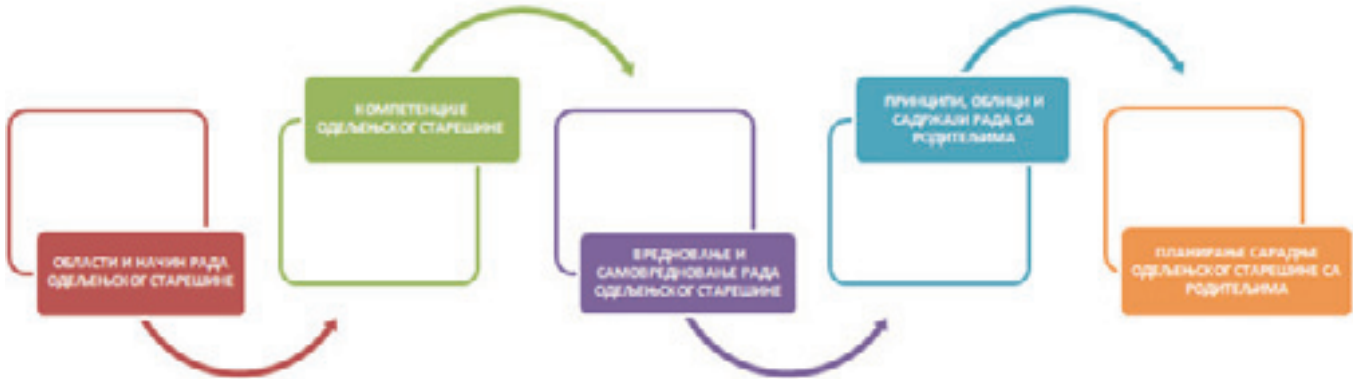 ОБЛАСТИ И НАЧИН РАДА
ОДЕЉЕЊСКОГ СТАРЕШИНЕ
КОМПЕТЕНЦИЈЕ
ОДЕЉЕЊСКОГ СТАРЕШИНЕ
ВРЕДНОВАЊЕ И
САМОВРЕДНОВАЊЕ РАДА
ОДЕЉЕЊСКОГ СТАРЕШИНЕ
ПРИНЦИПИ, ОБЛИЦИ И
САДРЖАЈИ РАДА СА
РОДИТЕЉИМА
ПЛАНИРАЊЕ САРАДЊЕ
ОДЕЉЕЊСКОГ СТАРЕШИНЕ СА
РОДИТЕЉИМА